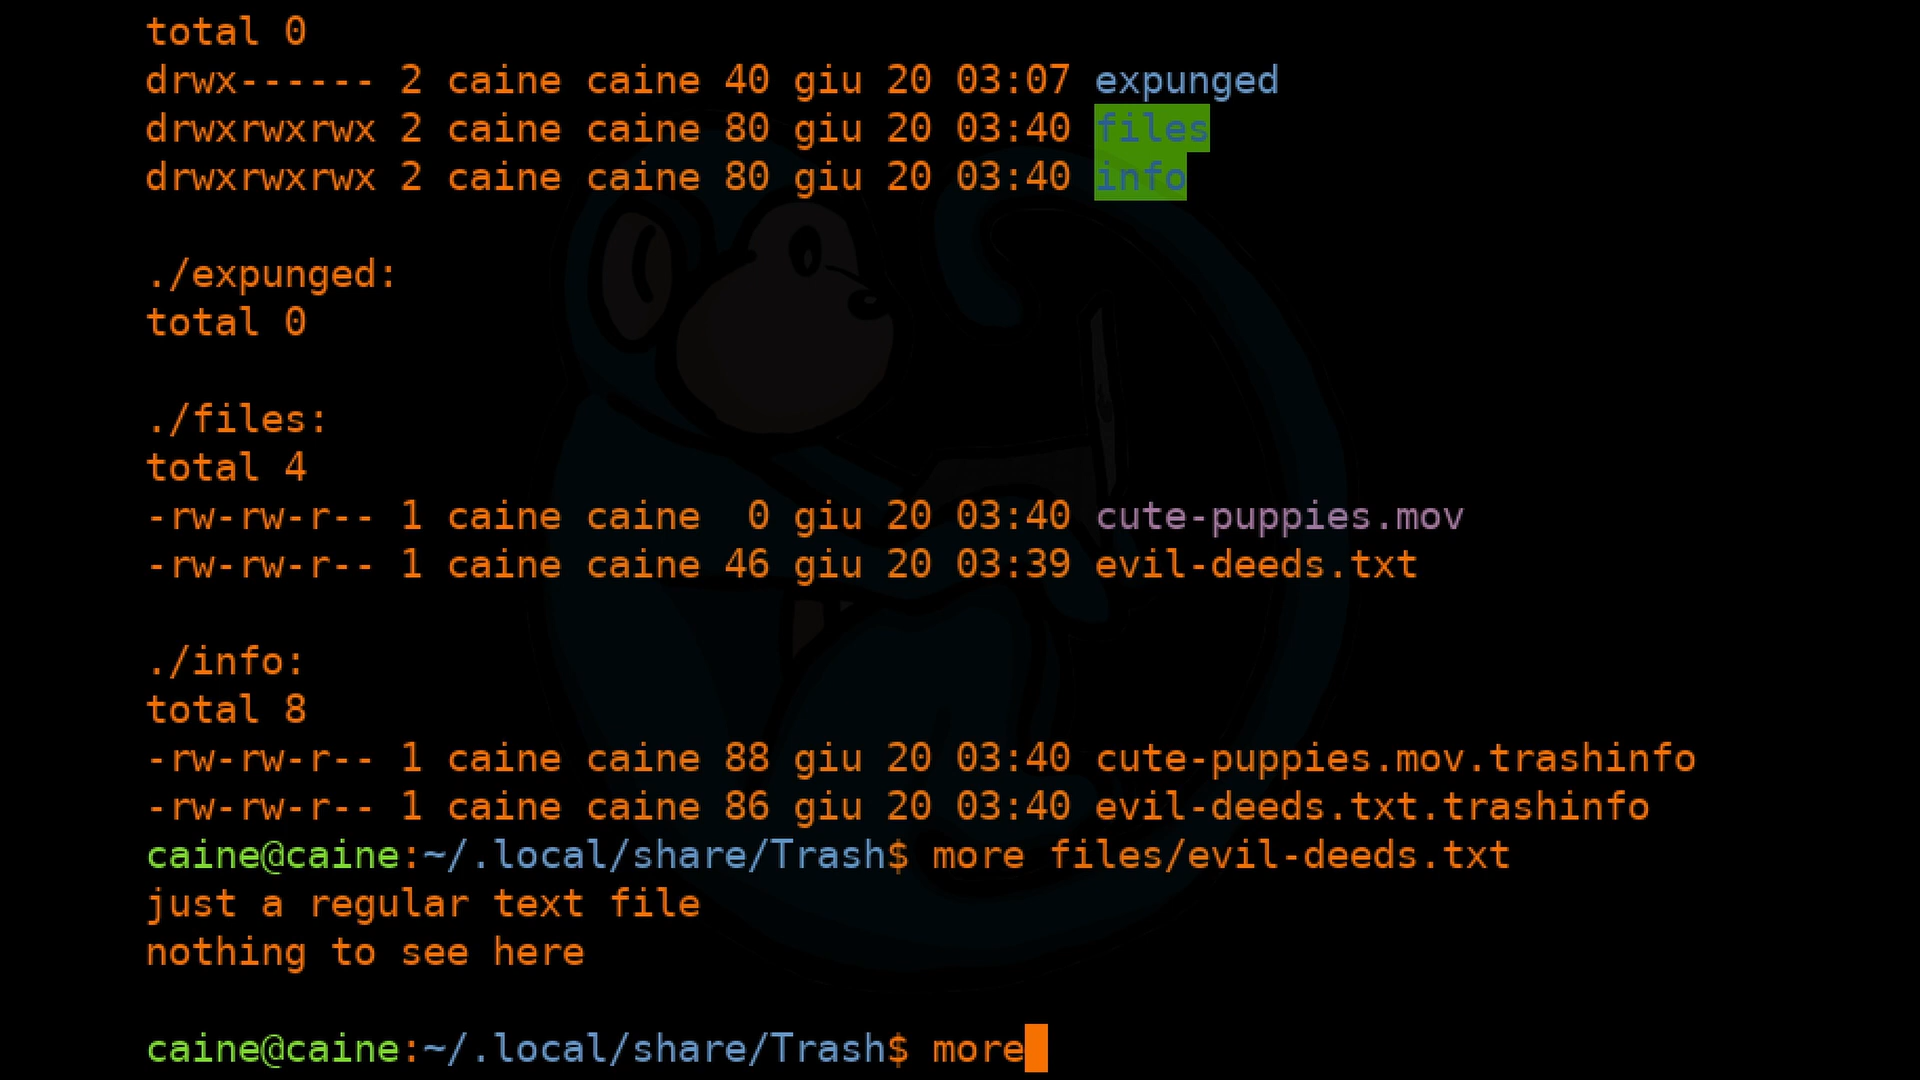 total 0
drwx------ 2 caine caine 40 giu 20 03:07 expunged
drwxrwxrwx 2 caine caine 80 giu 20 03:40 files
drwxrwxrwx 2 caine caine 80 giu 20 03:40 info
./expunged:
total 0
./files:
total 4
-rw-rw-r-- 1 caine caine  0 giu 20 03:40 cute-puppies.mov
-rw-rw-r-- 1 caine caine 46 giu 20 03:39 evil-deeds.txt
./info:
total 8
-rw-rw-r-- 1 caine caine 88 giu 20 03:40 cute-puppies.mov.trashinfo
-rw-rw-r-- 1 caine caine 86 giu 20 03:40 evil-deeds.txt.trashinfo
caine@caine:~/.local/share/Trash$ more files/evil-deeds.txt
just a regular text file
nothing to see here
caine@caine:~/.local/share/Trash$ more